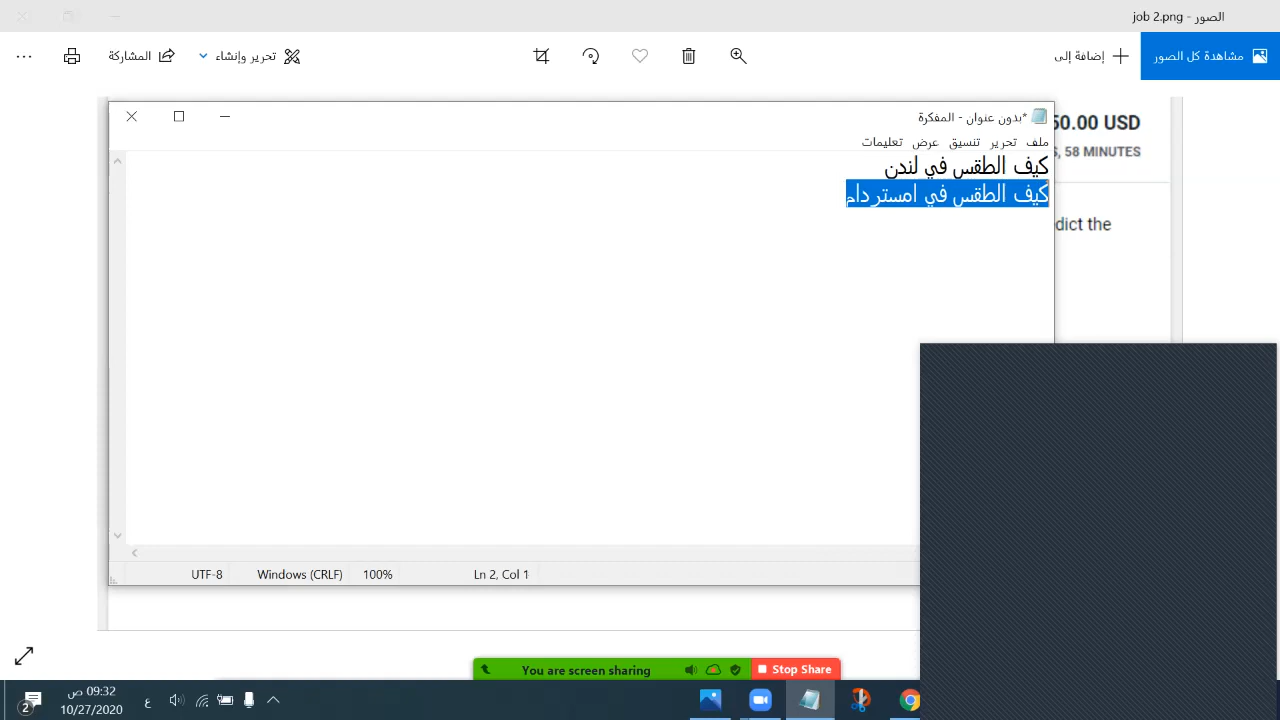 الصور - job 2.png
مشاهدة كل الصور
إضافة إلى
تحرير وإنشاء
المشاركة
*بدون عنوان - المفكرة
ملف تحرير تنسيق عرض تعليمات
كيف الطقس في لندن
كيف الطقس في امستردام
50.00 USD
58 MINUTES
dict the
UTF-8
Windows (CRLF)
100%
Ln 2, Col 1
You are screen sharing
Stop Share
2
ع
09:32 ص
10/27/2020